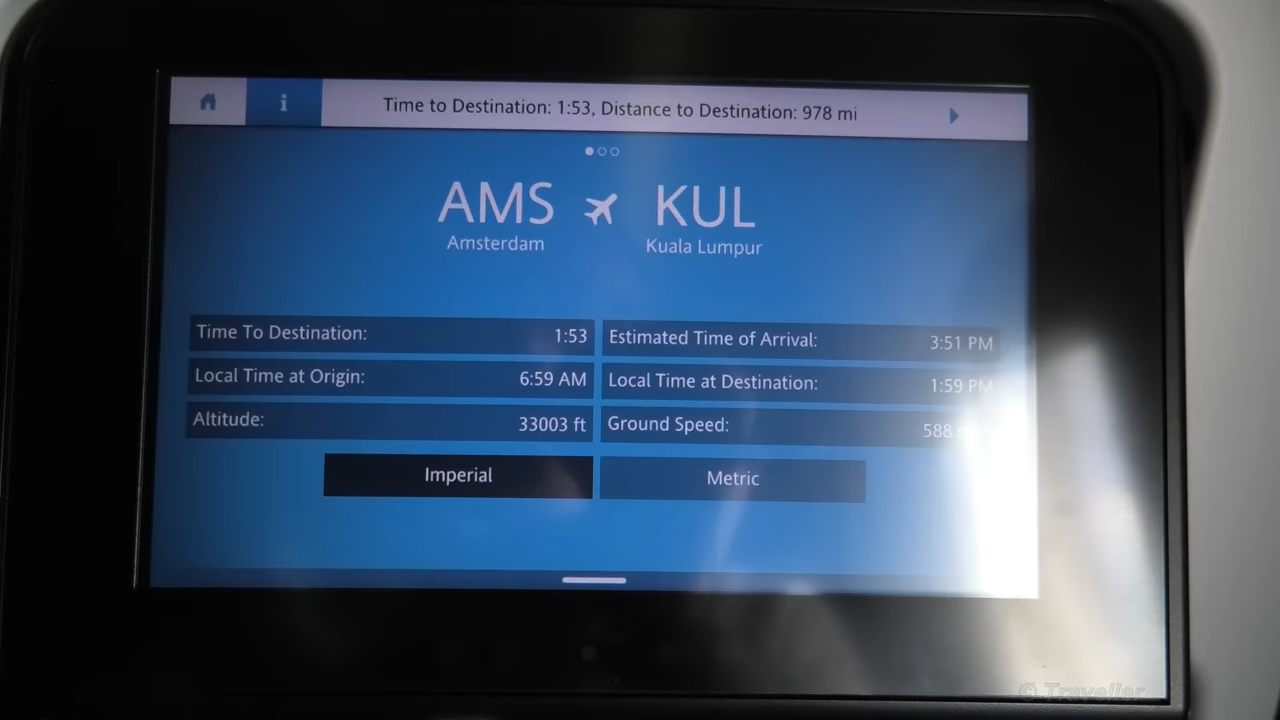 Time to Destination: 1:53, Distance to Destination: 978 mi
AMS KUL
Amsterdam Kuala Lumpur
Time To Destination: 1:53 Estimated Time of Arrival: 3:51 PM
Local Time at Origin: 6:59 AM Local Time at Destination: 1:59 PM
Altitude: 33003 ft Ground Speed: 588
Imperial Metric
© Traveller